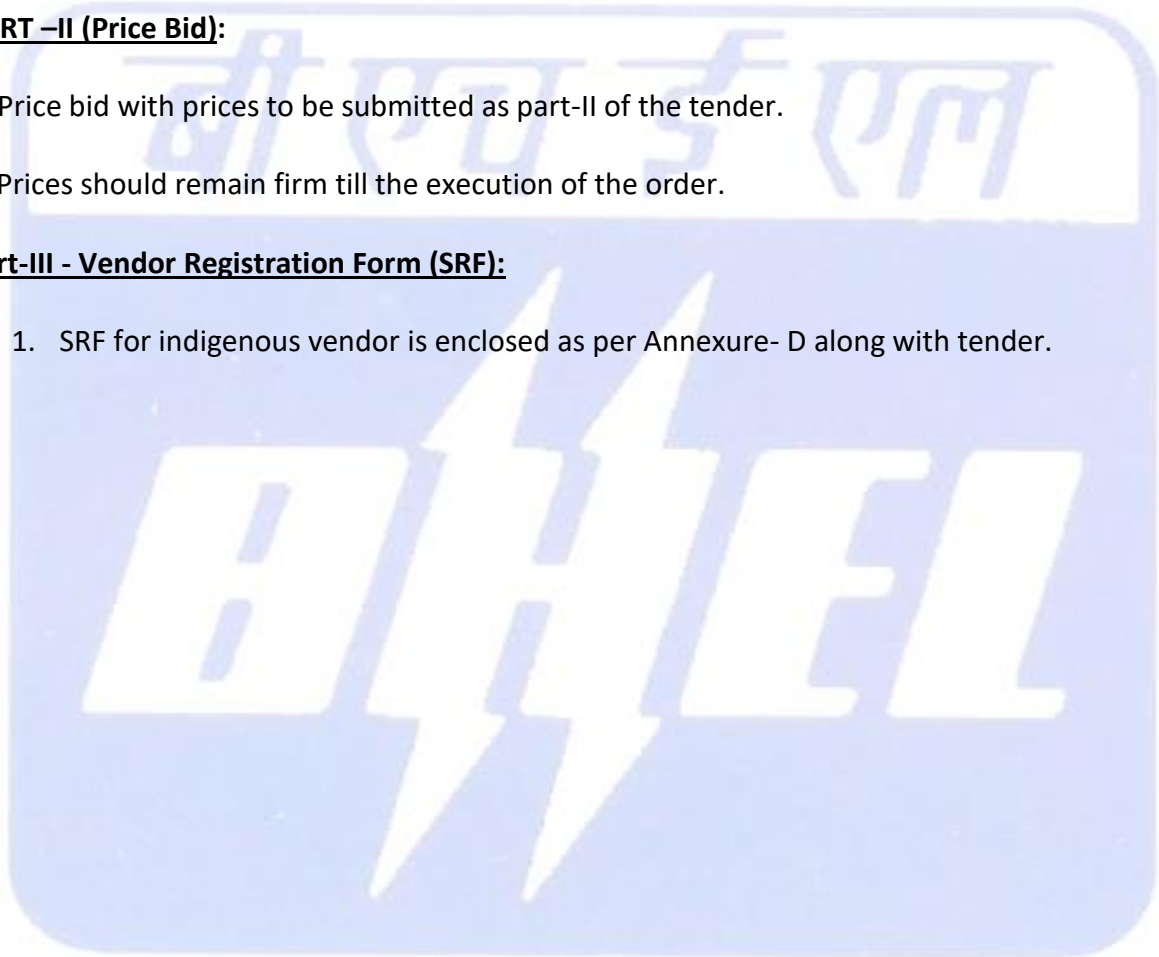 RT –II (Price Bid):
बी एच ई एल
Price bid with prices to be submitted as part-II of the tender.
Prices should remain firm till the execution of the order.
rt-III - Vendor Registration Form (SRF):
1. SRF for indigenous vendor is enclosed as per Annexure- D along with tender.
BHEL